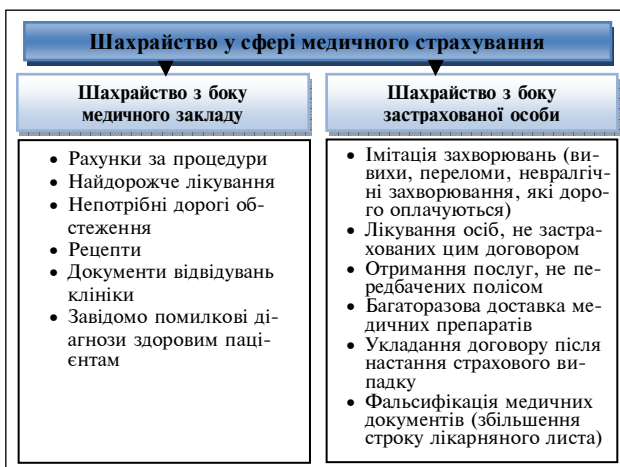 Шахрайство у сфері медичного страхування
Шахрайство з боку
медичного закладу
• Рахунки за процедури
• Найдорожче лікування
• Непотрібні дорогі об-
стеження
• Рецепти
• Документи відвідувань
клініки
• Завідомо помилкові ді-
агнози здоровим паці-
єнтам
Шахрайство з боку
застрахованої особи
• Імітація захворювань (ви-
вихи, переломи, невралгіч-
ні захворювання, які доро-
го оплачуються)
• Лікування осіб, не застра-
хованих цим договором
• Отримання послуг, не пе-
редбачених полісом
• Багаторазова доставка ме-
дичних препаратів
• Укладання договору після
настання страхового ви-
падку
• Фальсифікація медичних
документів (збільшення
строку лікарняного листа)